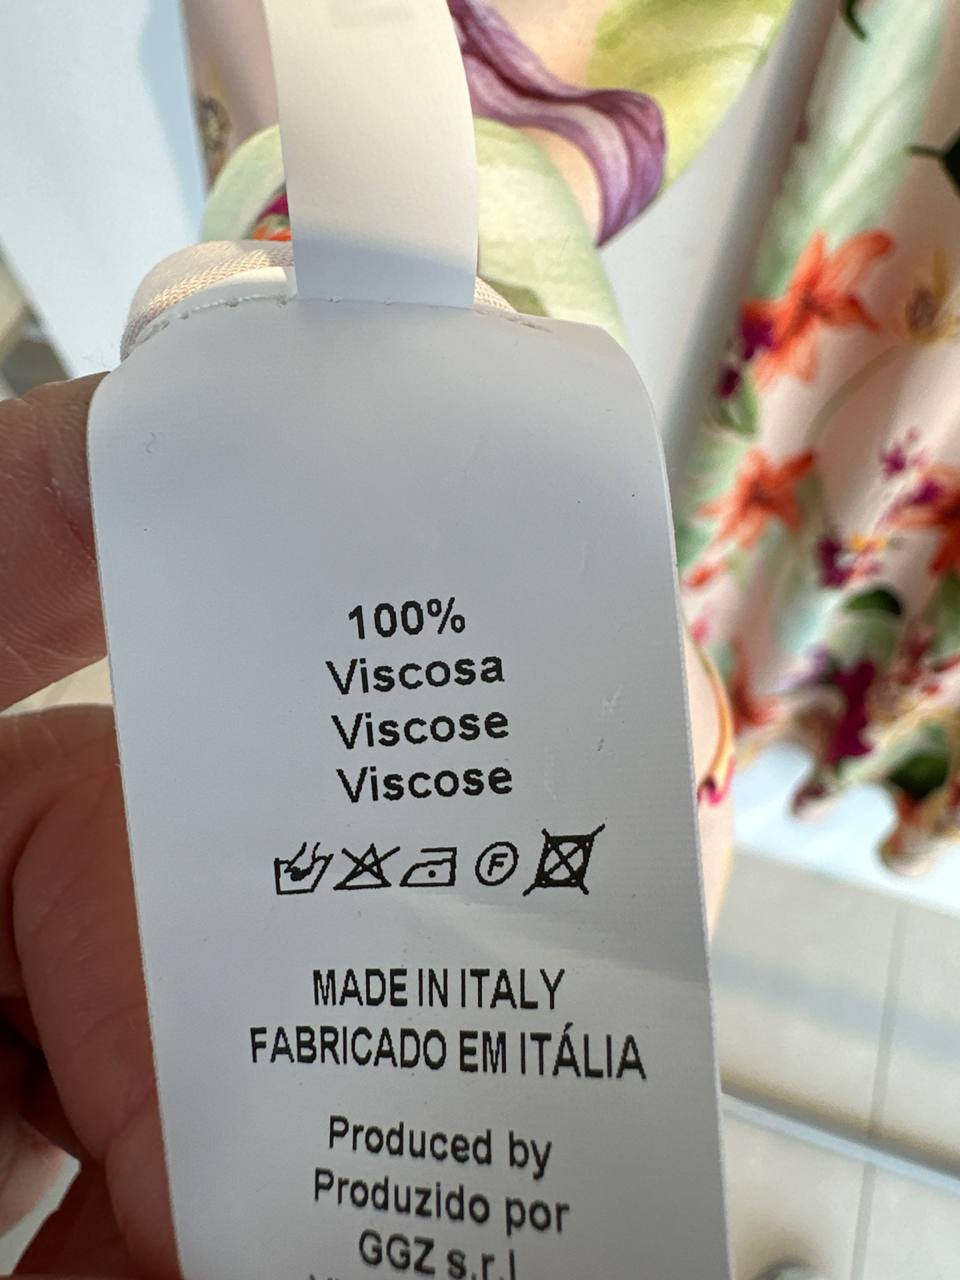 100%
Viscosa
Viscose
Viscose
F
MADE IN ITALY
FABRICADO EM ITÁLIA
Produced by
Produzido por
GGZ s.r.l